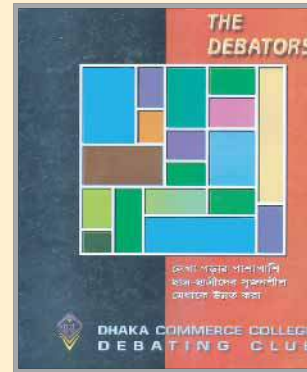 THE
DEBATORS
লেখা পড়ার পাশাপাশি
ছাত্র-ছাত্রীদের সৃজনশীল
মেধাকে উন্নত করা
DHAKA COMMERCE COLLEGE
DEBATING CLUB